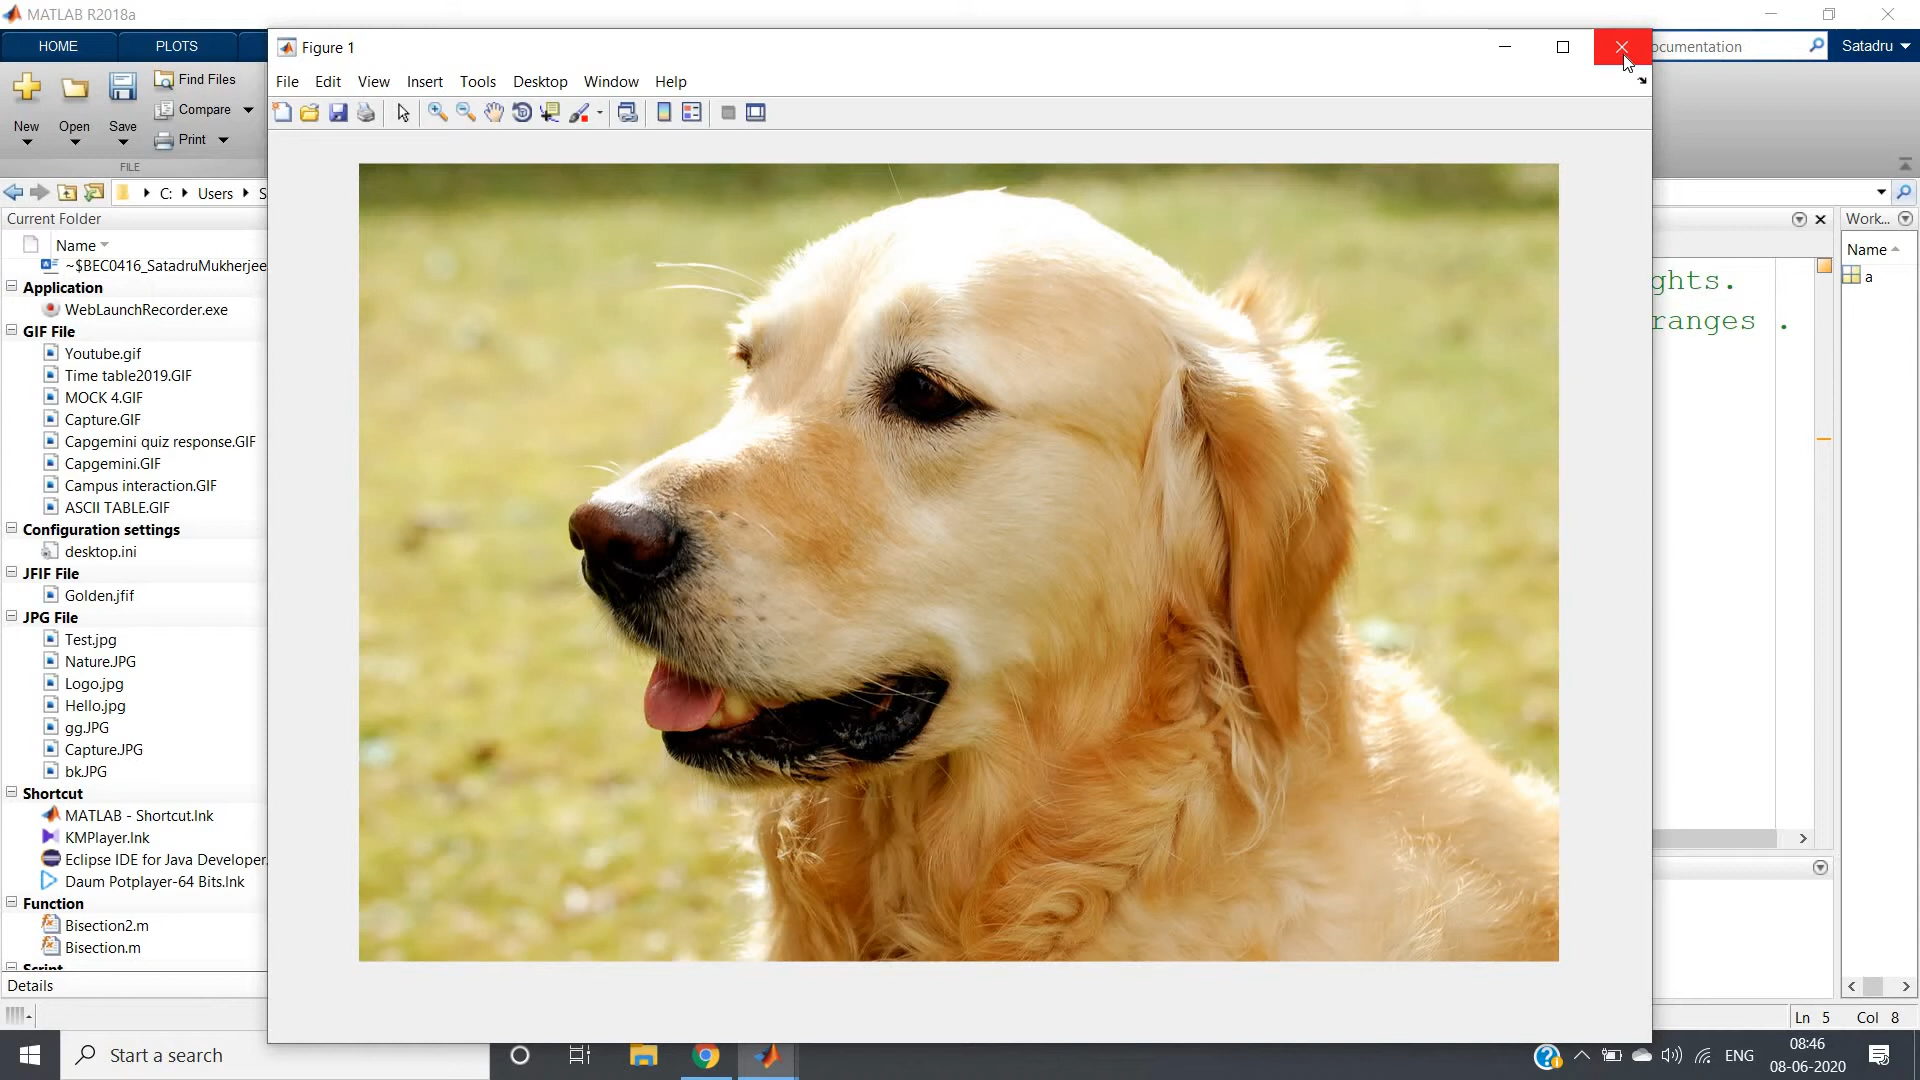 MATLAB R2018a
HOME PLOTS
Figure 1
ocumentation
Satadru
File Edit View Insert Tools Desktop Window Help
Find Files
Compare
Print
New Open Save
FILE
C: Users S
Current Folder
Name
~$BEC0416_SatadruMukherjee
Application
WebLaunchRecorder.exe
GIF File
Youtube.gif
Time table2019.GIF
MOCK 4.GIF
Capture.GIF
Capgemini quiz response.GIF
Capgemini.GIF
Campus interaction.GIF
ASCII TABLE.GIF
Configuration settings
desktop.ini
JFIF File
Golden.jfif
JPG File
Test.jpg
Nature.JPG
Logo.jpg
Hello.jpg
gg.JPG
Capture.JPG
bk.JPG
Shortcut
MATLAB - Shortcut.lnk
KMPlayer.lnk
Eclipse IDE for Java Developer
Daum Potplayer-64 Bits.lnk
Function
Bisection2.m
Bisection.m
Script
Details
ghts.
ranges .
Work...
Name
a
Ln 5 Col 8
Start a search
ENG
08:46
08-06-2020